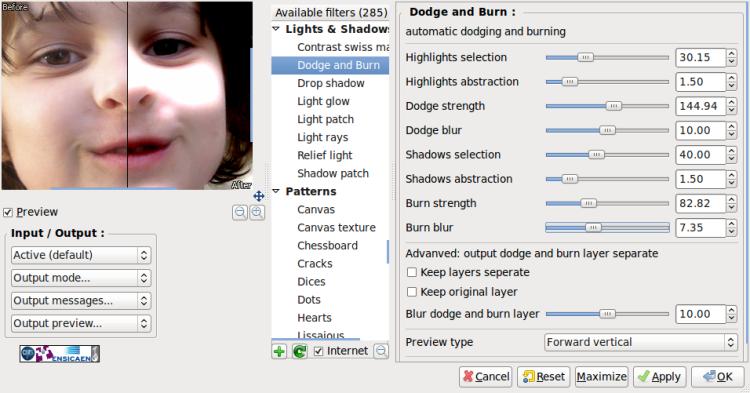 Before
After
Preview
Input / Output :
Active (default)
Output mode...
Output messages...
Output preview...
ENSICAEN
Available filters (285)
Lights & Shadows
Contrast swiss ma
Dodge and Burn
Drop shadow
Light glow
Light patch
Light rays
Relief light
Shadow patch
Patterns
Canvas
Canvas texture
Chessboard
Cracks
Dices
Dots
Hearts
Lissajous
Internet
Dodge and Burn :
automatic dodging and burning
Highlights selection 30.15
Highlights abstraction 1.50
Dodge strength 144.94
Dodge blur 10.00
Shadows selection 40.00
Shadows abstraction 1.50
Burn strength 82.82
Burn blur 7.35
Advanred: output dodge and burn layer separate
Keep layers seperate
Keep original layer
Blur dodge and burn layer 10.00
Preview type Forward vertical
Cancel Reset Maximize Apply OK